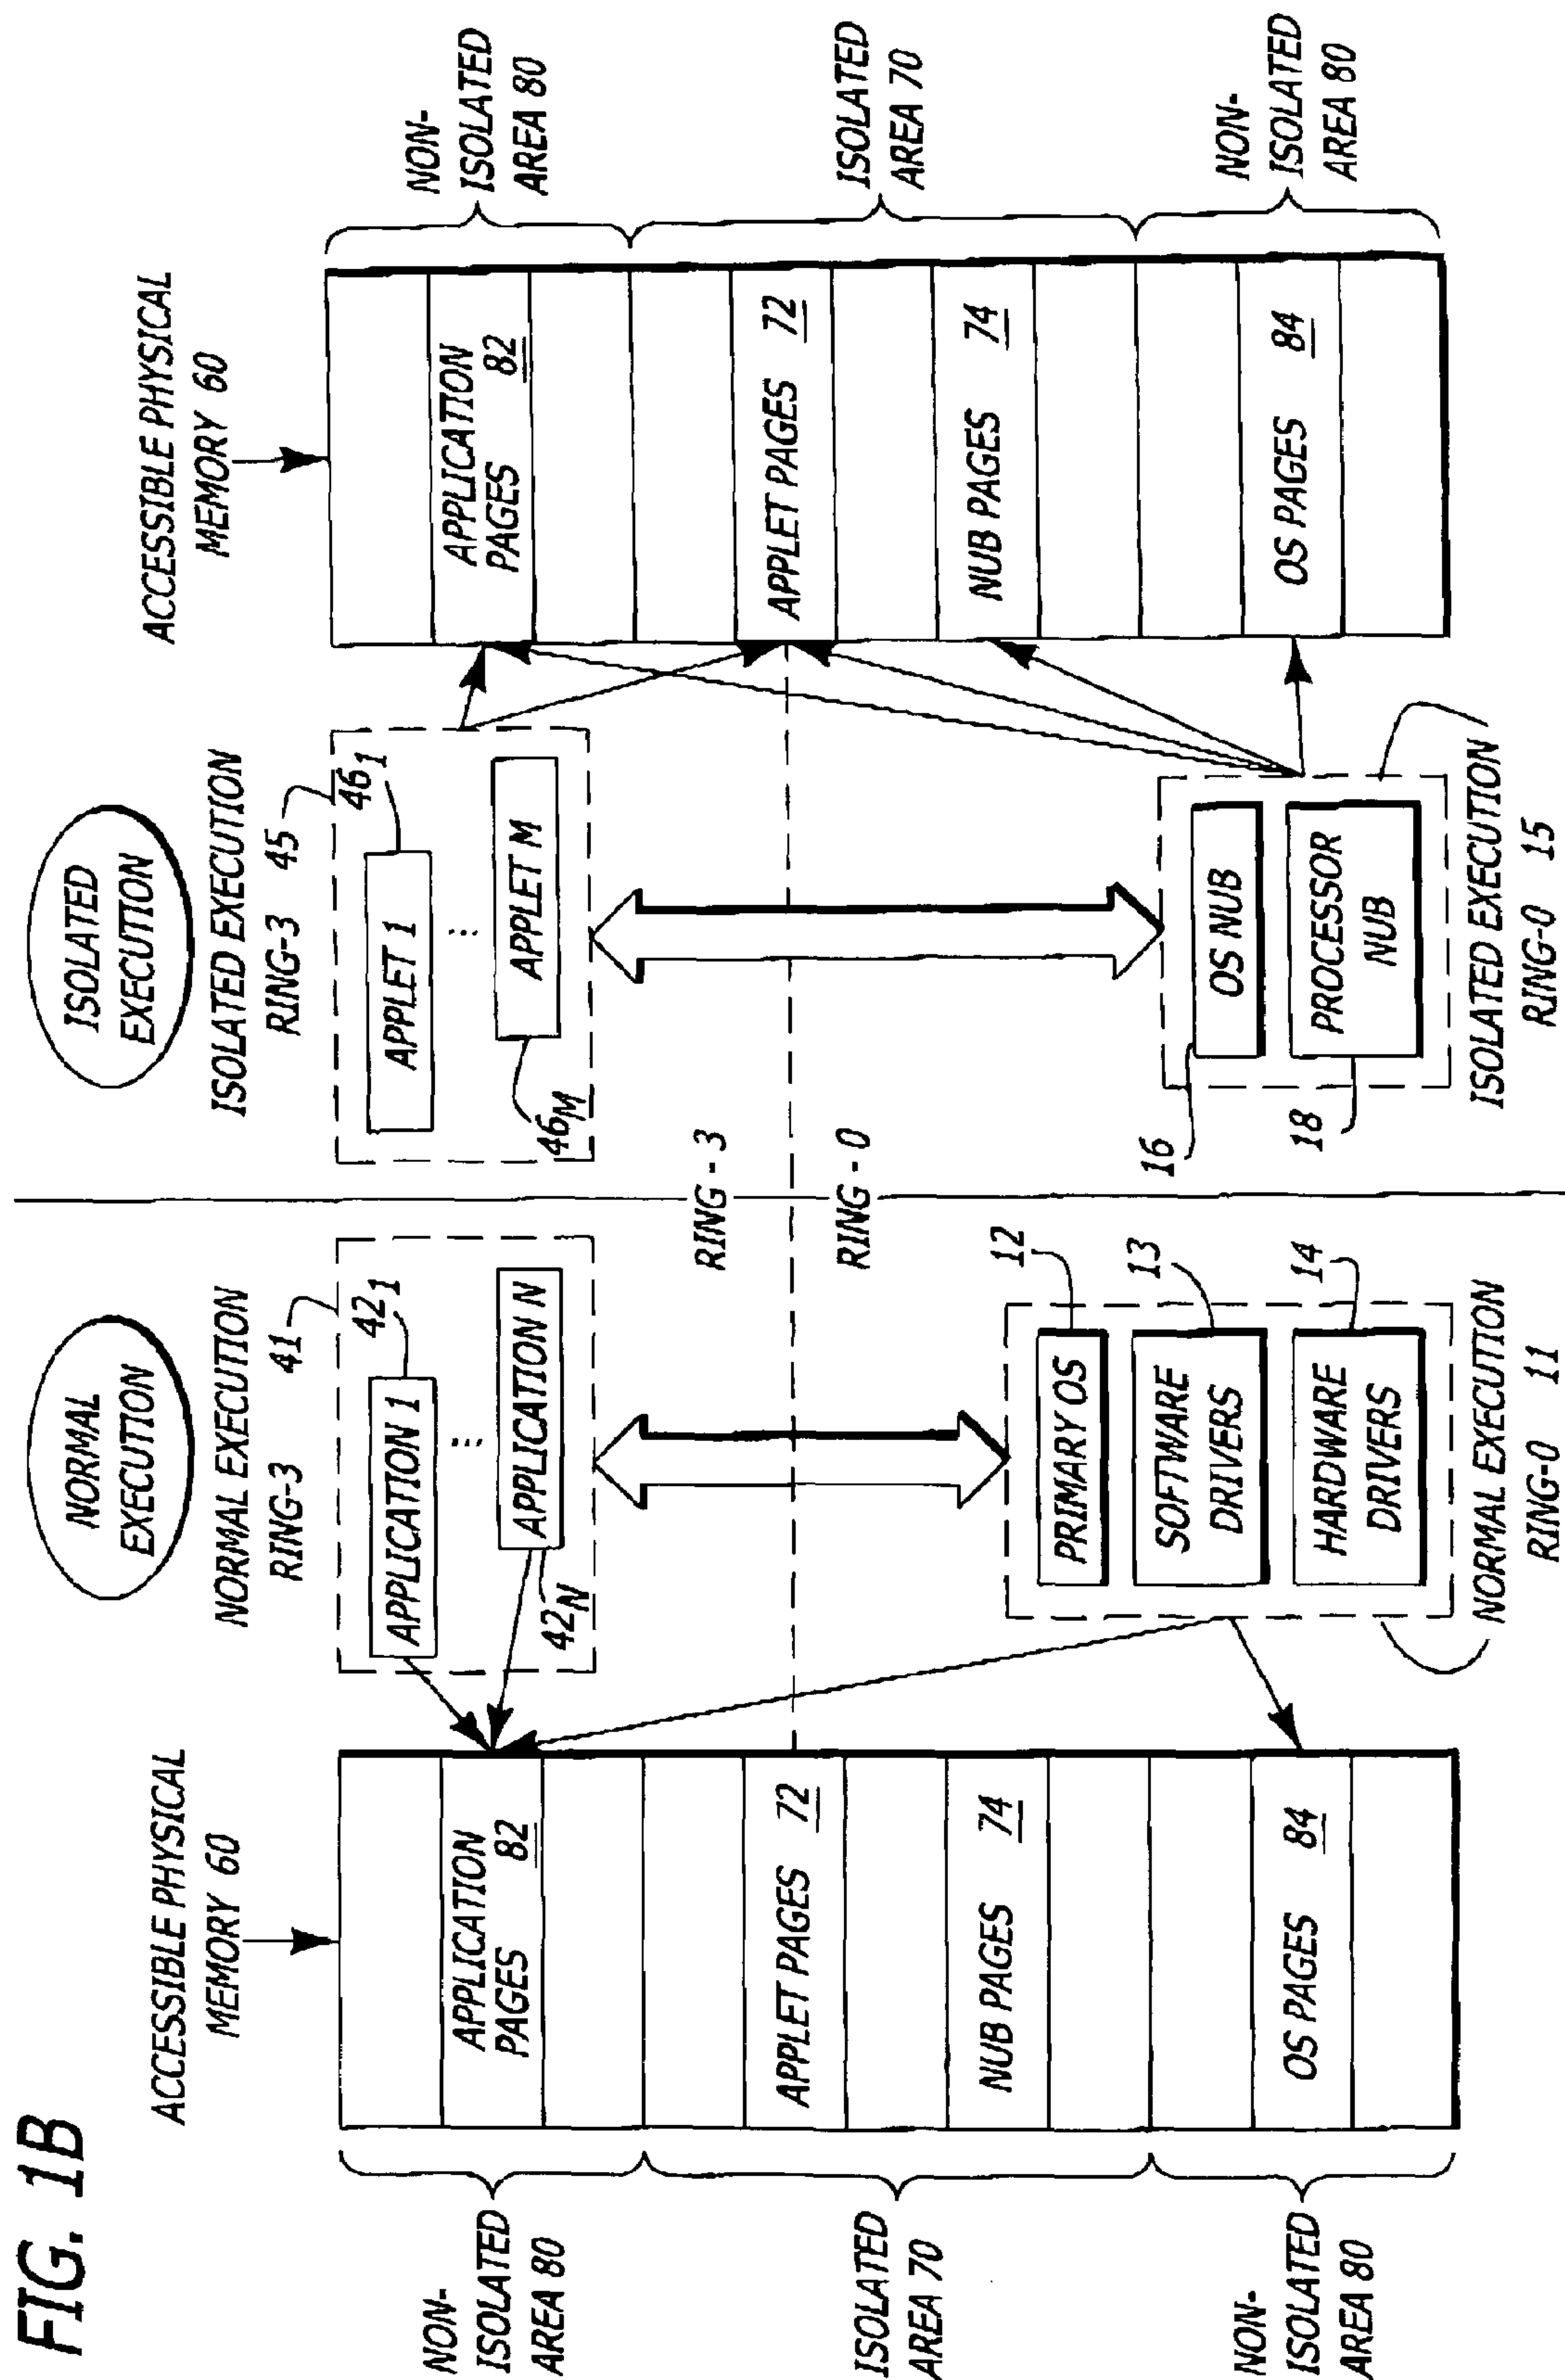 FIG. 1B
ACCESSIBLE PHYSICAL
MEMORY 60
NON-
ISOLATED
AREA 80
ISOLATED
AREA 70
NON-
ISOLATED
AREA 80
APPLICATION
PAGES 82
APPLET PAGES 72
NUB PAGES 74
OS PAGES 84
NORMAL
EXECUTION
NORMAL EXECUTION
RING-3 41
42₁
APPLICATION 1
...
APPLICATION N
42N
RING - 3
RING - 0
PRIMARY OS
12
SOFTWARE
DRIVERS
13
HARDWARE
DRIVERS
14
NORMAL EXECUTION
RING-0 11
ISOLATED
EXECUTION
ISOLATED EXECUTION
RING-3 45
46₁
APPLET 1
...
APPLET M
46M
16
OS NUB
18
PROCESSOR
NUB
ISOLATED EXECUTION
RING-0 15
ACCESSIBLE PHYSICAL
MEMORY 60
APPLICATION
PAGES 82
APPLET PAGES 72
NUB PAGES 74
OS PAGES 84
NON-
ISOLATED
AREA 80
ISOLATED
AREA 70
NON-
ISOLATED
AREA 80